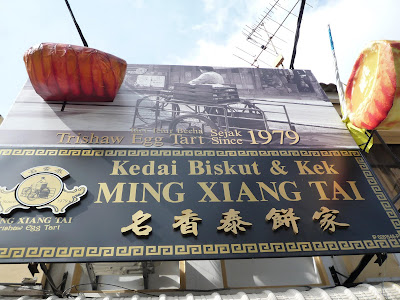 Sejak
Trishaw Egg Tart Since 1979
Kedai Biskut & Kek
MING XIANG TAI
名香泰餅家
MING XIANG TAI
Trishaw Egg Tart